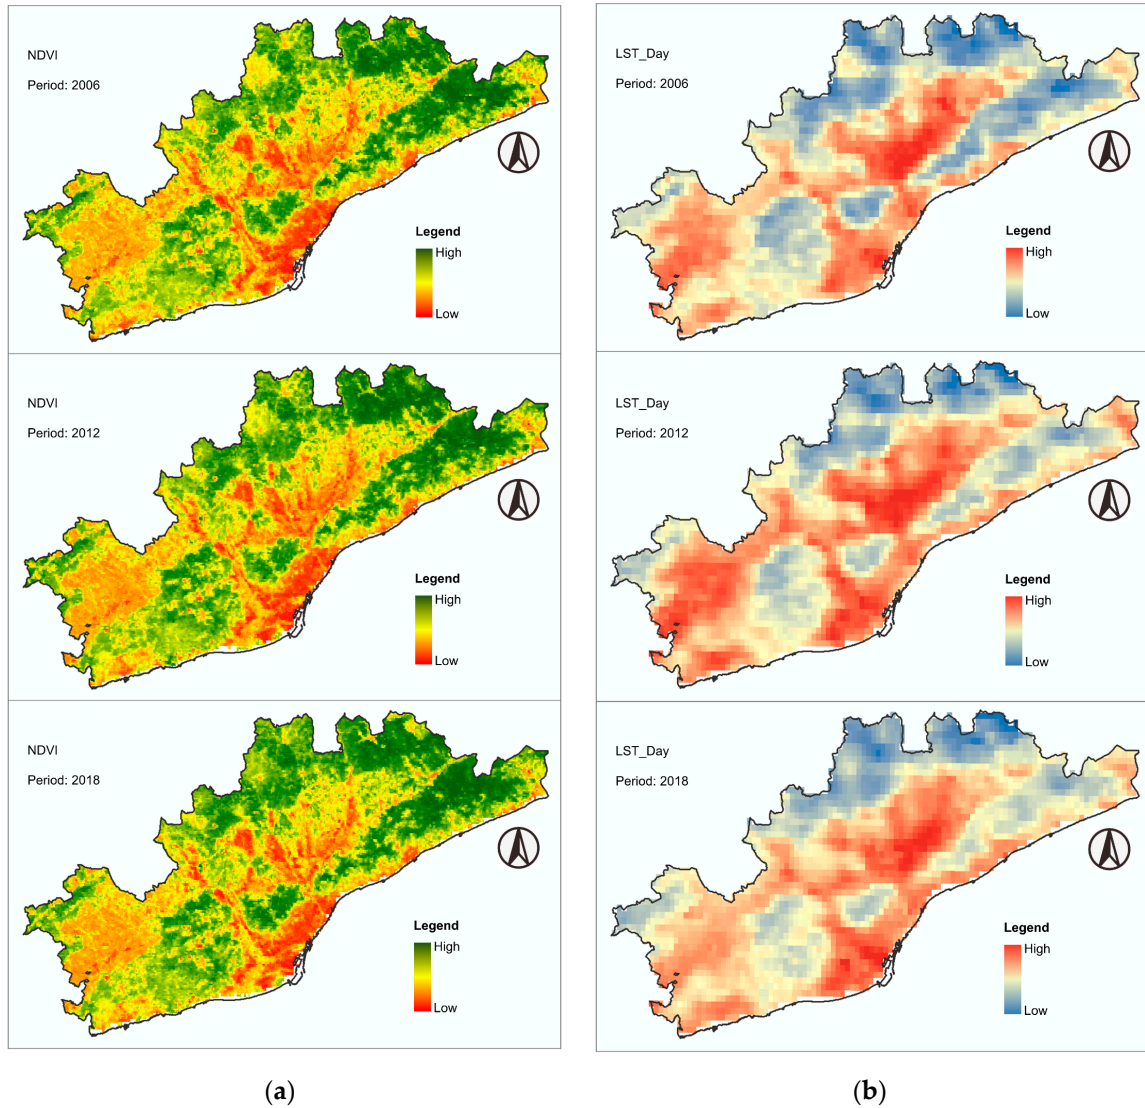 NDVI
Period: 2006
Legend
High
Low
LST_Day
Period: 2006
Legend
High
Low
NDVI
Period: 2012
Legend
High
Low
LST_Day
Period: 2012
Legend
High
Low
NDVI
Period: 2018
Legend
High
Low
LST_Day
Period: 2018
Legend
High
Low
(a)
(b)